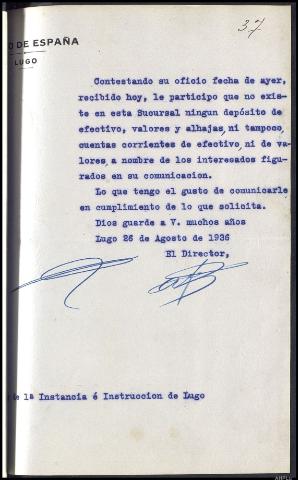 37
O DE ESPAÑA
LUGO
Contestando su oficio fecha de ayer,
recibido hoy, le participo que no exis-
te en esta Sucursal ningun depósito de
efectivo, valores y alhajas, ni tampoco,
cuentas corrientes de efectivo, ni de va-
lores, a nombre de los interesados figu-
rados en su comunicacion.
Lo que tengo el gusto de comunicarle
en cumplimiento de lo que solicita.
Dios guarde a V. muchos años
Lugo 26 de Agosto de 1936
El Director,
de 1ª Instancia é Instruccion de Lugo